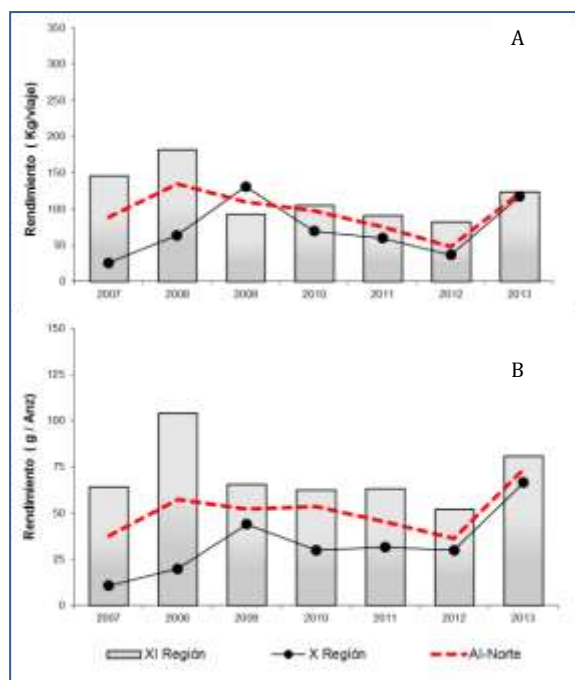 A
Rendimiento ( Kg/viaje)
350
300
250
200
150
100
50
0
2007 2008 2009 2010 2011 2012 2013
B
Rendimiento ( g / Anz)
150
125
100
75
50
25
0
2007 2008 2009 2010 2011 2012 2013
XI Región X Región AI-Norte